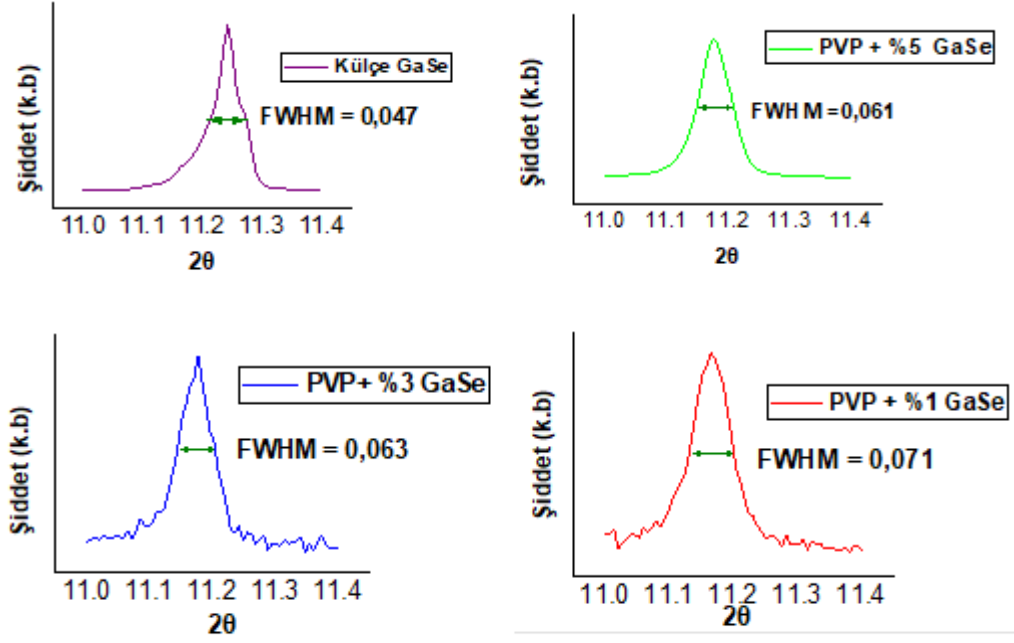 Şiddet (k.b)
Külçe GaSe
FWHM = 0,047
11.0 11.1 11.2 11.3 11.4
2θ
Şiddet (k.b)
PVP + %5 GaSe
FWHM =0,061
11.0 11.1 11.2 11.3 11.4
2θ
Şiddet (k.b)
PVP+ %3 GaSe
FWHM = 0,063
11.0 11.1 11.2 11.3 11.4
2θ
Şiddet (k.b)
PVP + %1 GaSe
FWHM = 0,071
11.0 11.1 11.2 11.3 11.4
2θ